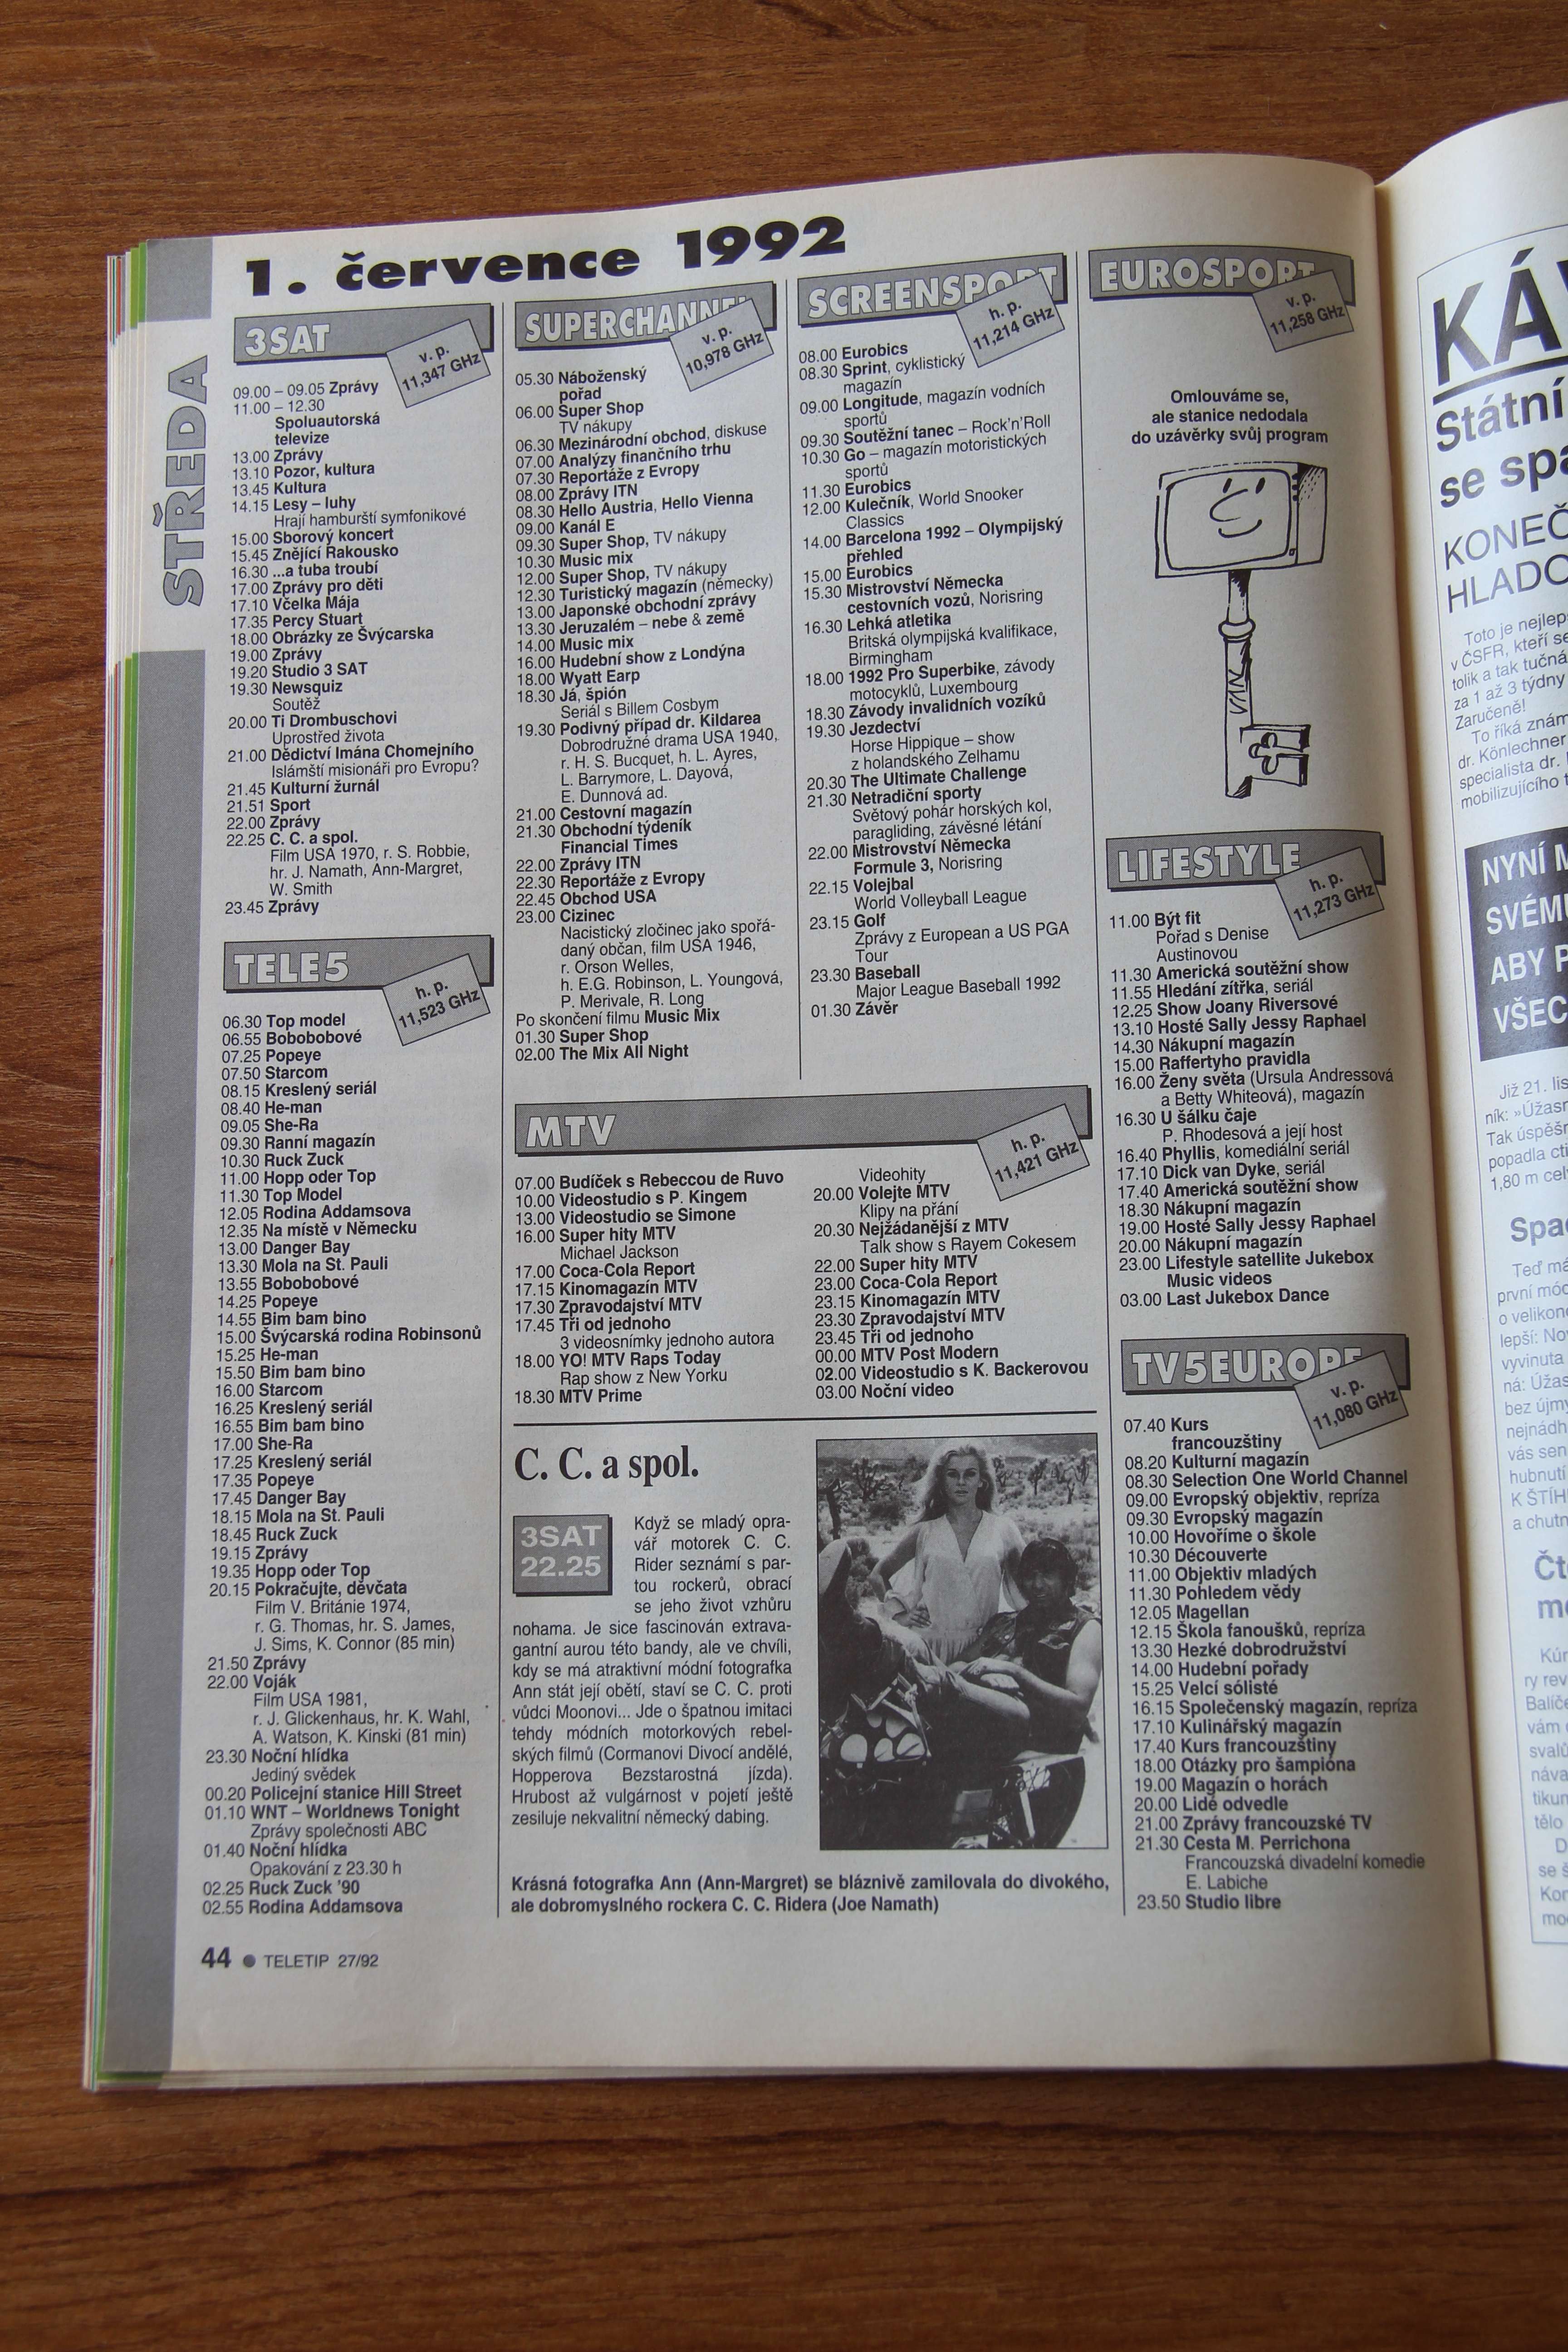 1. července 1992
STŘEDA
3SAT
v. p.
11,347 GHz
09.00 – 09.05 Zprávy
11.00 – 12.30
Spoluautorská
televize
13.00 Zprávy
13.10 Pozor, kultura
13.45 Kultura
14.15 Lesy – luhy
Hrají hamburští symfonikové
15.00 Sborový koncert
15.45 Znějící Rakousko
16.30 ...a tuba troubí
17.00 Zprávy pro děti
17.10 Včelka Mája
17.35 Percy Stuart
18.00 Obrázky ze Švýcarska
19.00 Zprávy
19.20 Studio 3 SAT
19.30 Newsquiz
Soutěž
20.00 Ti Drombuschovi
Uprostřed života
21.00 Dědictví Imána Chomejního
Islámští misionáři pro Evropu?
21.45 Kulturní žurnál
21.51 Sport
22.00 Zprávy
22.25 C. C. a spol.
Film USA 1970, r. S. Robbie,
hr. J. Namath, Ann-Margret,
W. Smith
23.45 Zprávy
TELE5
h. p.
11,523 GHz
06.30 Top model
06.55 Bobobobové
07.25 Popeye
07.50 Starcom
08.15 Kreslený seriál
08.40 He-man
09.05 She-Ra
09.30 Ranní magazín
10.30 Ruck Zuck
11.00 Hopp oder Top
11.30 Top Model
12.05 Rodina Addamsova
12.35 Na místě v Německu
13.00 Danger Bay
13.30 Mola na St. Pauli
13.55 Bobobobové
14.25 Popeye
14.55 Bim bam bino
15.00 Švýcarská rodina Robinsonů
15.25 He-man
15.50 Bim bam bino
16.00 Starcom
16.25 Kreslený seriál
16.55 Bim bam bino
17.00 She-Ra
17.25 Kreslený seriál
17.35 Popeye
17.45 Danger Bay
18.15 Mola na St. Pauli
18.45 Ruck Zuck
19.15 Zprávy
19.35 Hopp oder Top
20.15 Pokračujte, děvčata
Film V. Británie 1974,
r. G. Thomas, hr. S. James,
J. Sims, K. Connor (85 min)
21.50 Zprávy
22.00 Voják
Film USA 1981,
r. J. Glickenhaus, hr. K. Wahl,
A. Watson, K. Kinski (81 min)
23.30 Noční hlídka
Jediný svědek
00.20 Policejní stanice Hill Street
01.10 WNT – Worldnews Tonight
Zprávy společnosti ABC
01.40 Noční hlídka
Opakování z 23.30 h
02.25 Ruck Zuck '90
02.55 Rodina Addamsova
SUPERCHANNEL
v. p.
10,978 GHz
05.30 Náboženský
pořad
06.00 Super Shop
TV nákupy
06.30 Mezinárodní obchod, diskuse
07.00 Analýzy finančního trhu
07.30 Reportáže z Evropy
08.00 Zprávy ITN
08.30 Hello Austria, Hello Vienna
09.00 Kanál E
09.30 Super Shop, TV nákupy
10.30 Music mix
12.00 Super Shop, TV nákupy
12.30 Turistický magazín (německy)
13.00 Japonské obchodní zprávy
13.30 Jeruzalém – nebe & země
14.00 Music mix
16.00 Hudební show z Londýna
18.00 Wyatt Earp
18.30 Já, špión
Seriál s Billem Cosbym
19.30 Podivný případ dr. Kildarea
Dobrodružné drama USA 1940,
r. H. S. Bucquet, h. L. Ayres,
L. Barrymore, L. Dayová,
E. Dunnová ad.
21.00 Cestovní magazín
21.30 Obchodní týdeník
Financial Times
22.00 Zprávy ITN
22.30 Reportáže z Evropy
22.45 Obchod USA
23.00 Cizinec
Nacistický zločinec jako spořá-
daný občan, film USA 1946,
r. Orson Welles,
h. E.G. Robinson, L. Youngová,
P. Merivale, R. Long
Po skončení filmu Music Mix
01.30 Super Shop
02.00 The Mix All Night
SCREENSPORT
h. p.
11,214 GHz
08.00 Eurobics
08.30 Sprint, cyklistický
magazín
09.00 Longitude, magazín vodních
sportů
09.30 Soutěžní tanec – Rock'n'Roll
10.30 Go – magazín motoristických
sportů
11.30 Eurobics
12.00 Kulečník, World Snooker
Classics
14.00 Barcelona 1992 – Olympijský
přehled
15.00 Eurobics
15.30 Mistrovství Německa
cestovních vozů, Norisring
16.30 Lehká atletika
Britská olympijská kvalifikace,
Birmingham
18.00 1992 Pro Superbike, závody
motocyklů, Luxembourg
18.30 Závody invalidních vozíků
19.30 Jezdectví
Horse Hippique – show
z holandského Zelhamu
20.30 The Ultimate Challenge
21.30 Netradiční sporty
Světový pohár horských kol,
paragliding, závěsné létání
22.00 Mistrovství Německa
Formule 3, Norisring
22.15 Volejbal
World Volleyball League
23.15 Golf
Zprávy z European a US PGA
Tour
23.30 Baseball
Major League Baseball 1992
01.30 Závěr
MTV
h. p.
11,421 GHz
07.00 Budíček s Rebeccou de Ruvo
10.00 Videostudio s P. Kingem
13.00 Videostudio se Simone
16.00 Super hity MTV
Michael Jackson
17.00 Coca-Cola Report
17.15 Kinomagazín MTV
17.30 Zpravodajství MTV
17.45 Tři od jednoho
3 videosnímky jednoho autora
18.00 YO! MTV Raps Today
Rap show z New Yorku
18.30 MTV Prime
Videohity
20.00 Volejte MTV
Klipy na přání
20.30 Nejžádanější z MTV
Talk show s Rayem Cokesem
22.00 Super hity MTV
23.00 Coca-Cola Report
23.15 Kinomagazín MTV
23.30 Zpravodajství MTV
23.45 Tři od jednoho
00.00 MTV Post Modern
02.00 Videostudio s K. Backerovou
03.00 Noční video
C. C. a spol.
3SAT
22.25
Když se mladý opra-
vář motorek C. C.
Rider seznámí s par-
tou rockerů, obrací
se jeho život vzhůru
nohama. Je sice fascinován extrava-
gantní aurou této bandy, ale ve chvíli,
kdy se má atraktivní módní fotografka
Ann stát její obětí, staví se C. C. proti
vůdci Moonovi... Jde o špatnou imitaci
tehdy módních motorkových rebel-
ských filmů (Cormanovi Divocí andělé,
Hopperova Bezstarostná jízda).
Hrubost až vulgárnost v pojetí ještě
zesiluje nekvalitní německý dabing.
Krásná fotografka Ann (Ann-Margret) se bláznivě zamilovala do divokého,
ale dobromyslného rockera C. C. Ridera (Joe Namath)
EUROSPORT
v. p.
11,258 GHz
Omlouváme se,
ale stanice nedodala
do uzávěrky svůj program
LIFESTYLE
h. p.
11,273 GHz
11.00 Být fit
Pořad s Denise
Austinovou
11.30 Americká soutěžní show
11.55 Hledání zítřka, seriál
12.25 Show Joany Riversové
13.10 Hosté Sally Jessy Raphael
14.30 Nákupní magazín
15.00 Raffertyho pravidla
16.00 Ženy světa (Ursula Andressová
a Betty Whiteová), magazín
16.30 U šálku čaje
P. Rhodesová a její host
16.40 Phyllis, komediální seriál
17.10 Dick van Dyke, seriál
17.40 Americká soutěžní show
18.30 Nákupní magazín
19.00 Hosté Sally Jessy Raphael
20.00 Nákupní magazín
23.00 Lifestyle satellite Jukebox
Music videos
03.00 Last Jukebox Dance
TV5EUROPE
v. p.
11,080 GHz
07.40 Kurs
francouzštiny
08.20 Kulturní magazín
08.30 Selection One World Channel
09.00 Evropský objektiv, repríza
09.30 Evropský magazín
10.00 Hovoříme o škole
10.30 Découverte
11.00 Objektiv mladých
11.30 Pohledem vědy
12.05 Magellan
12.15 Škola fanoušků, repríza
13.30 Hezké dobrodružství
14.00 Hudební pořady
15.25 Velcí sólisté
16.15 Společenský magazín, repríza
17.10 Kulinářský magazín
17.40 Kurs francouzštiny
18.00 Otázky pro šampióna
19.00 Magazín o horách
20.00 Lidé odvedle
21.00 Zprávy francouzské TV
21.30 Cesta M. Perrichona
Francouzská divadelní komedie
E. Labiche
23.50 Studio libre
44 ● TELETIP 27/92
Státní
se
Toto je
v ČSFR, kteří
tolik a tak tučná
za 1 až 3 týdny
Zaručeně!
To říká
dr. Könlechner
specialista dr.
NYNÍ
ABY
Již 21.
Tak
popadla
1,80 m
Teď
první
o
vyvinuta
bez
vás
hubnutí
a
vám
se